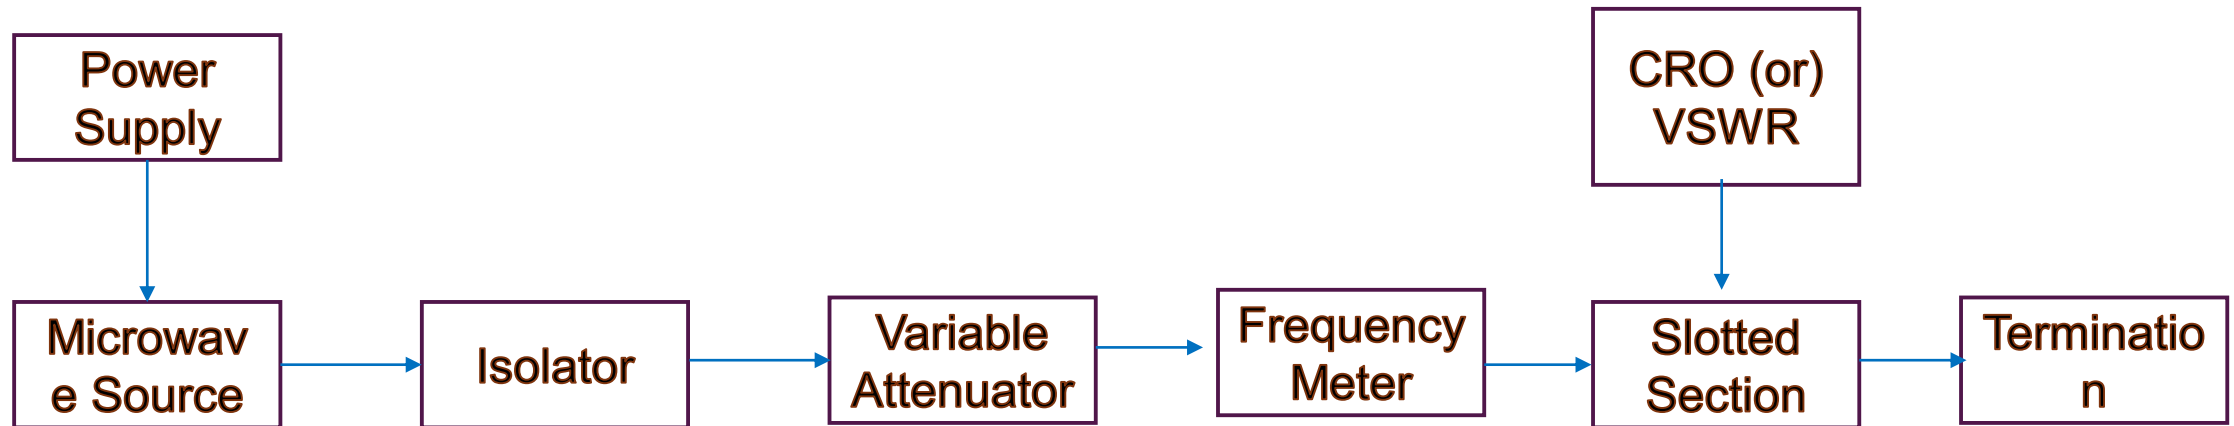 Power
Supply
CRO (or)
VSWR
Microwav
e Source
Isolator
Variable
Attenuator
Frequency
Meter
Slotted
Section
Terminatio
n